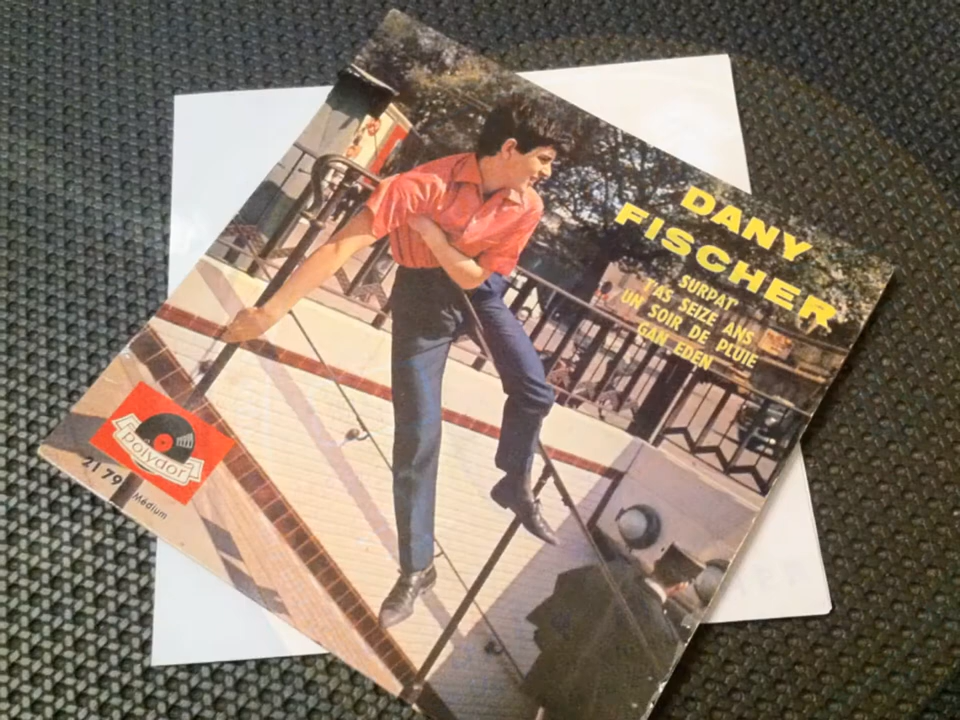 DANY
FISCHER
SURPAT'
T'AS SEIZE ANS
UN SOIR DE PLUIE
GAN EDEN
polydor
21 79
Médium